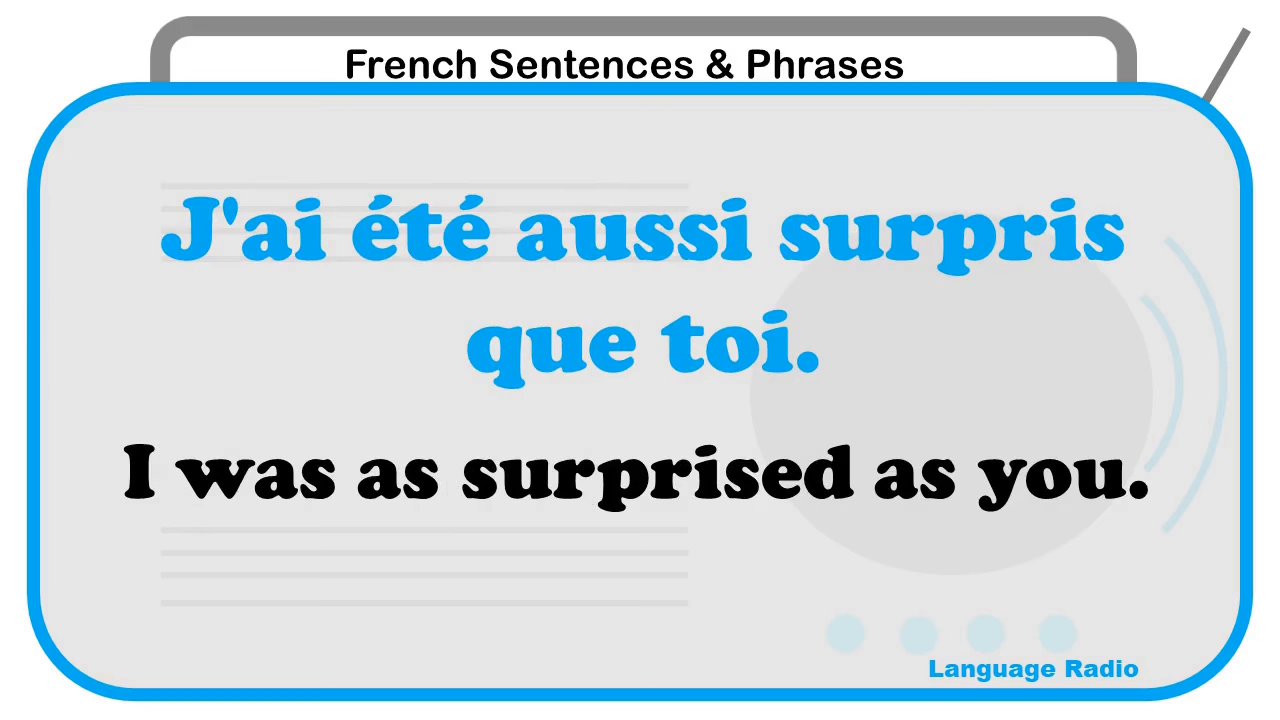 French Sentences & Phrases
J'ai été aussi surpris
que toi.
I was as surprised as you.
Language Radio